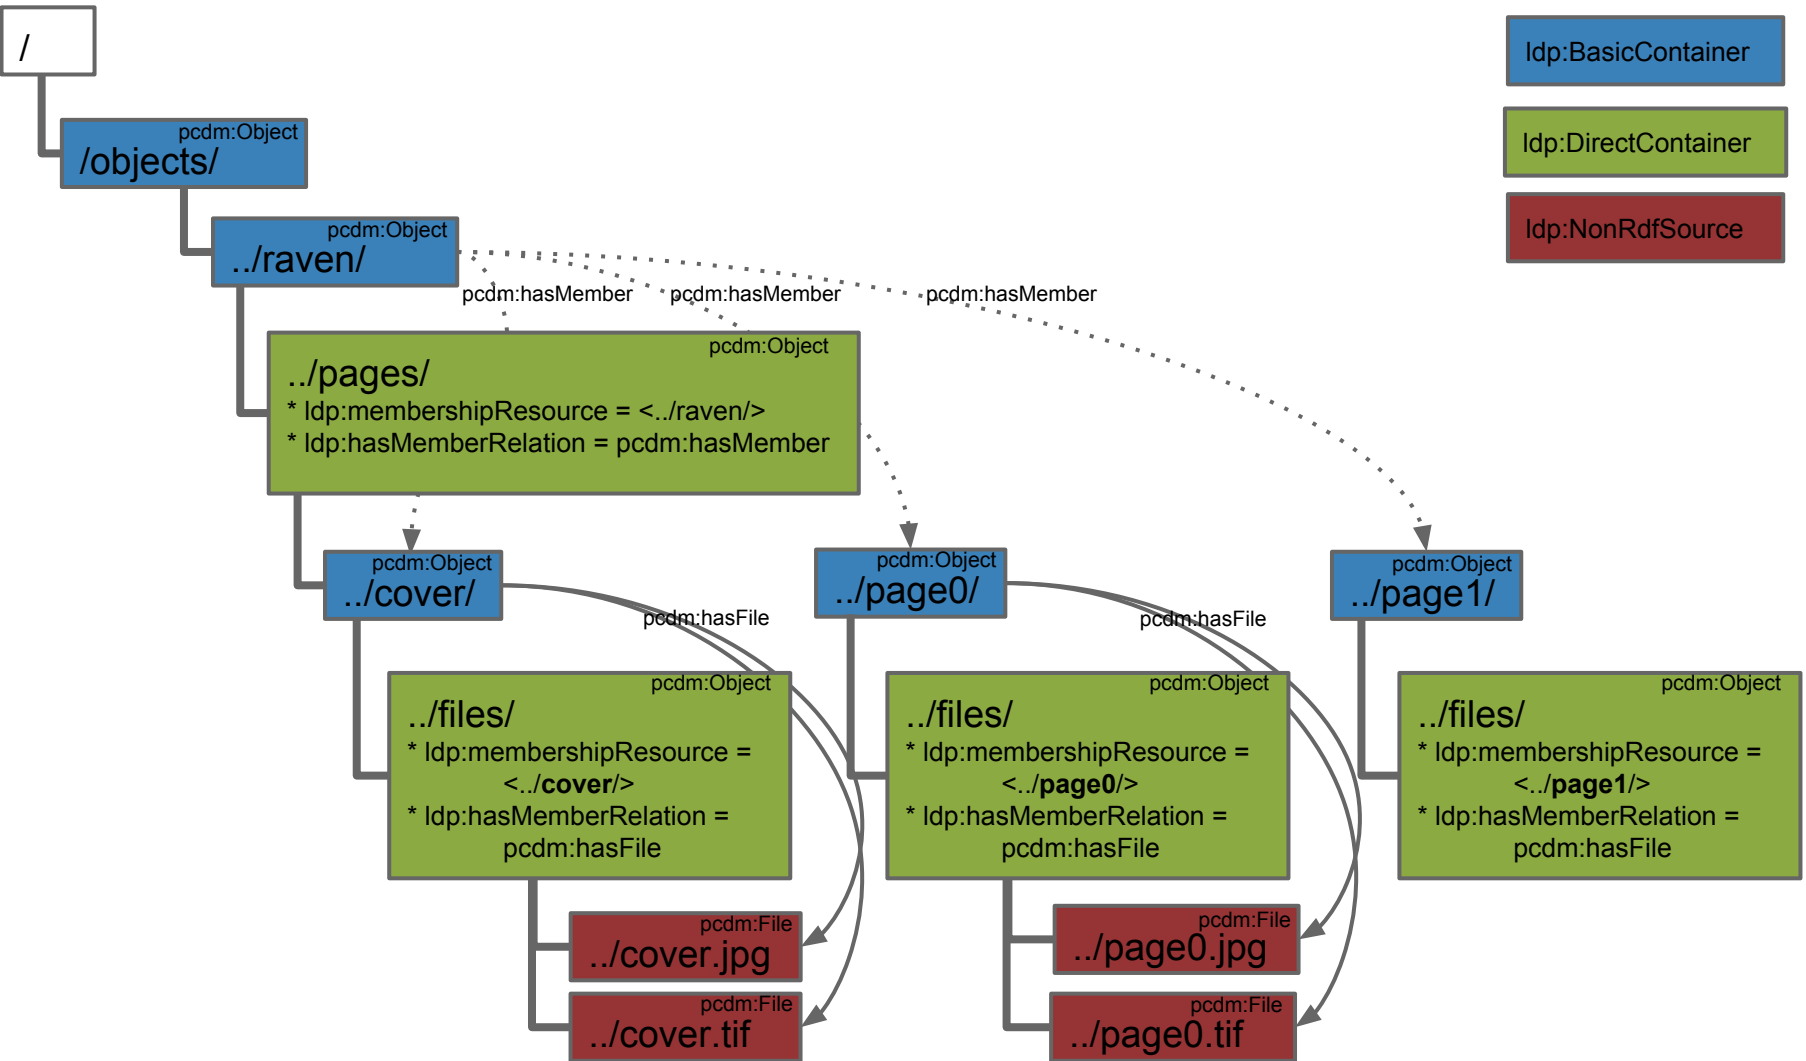 /
ldp:BasicContainer
ldp:DirectContainer
ldp:NonRdfSource
pcdm:Object
/objects/
pcdm:Object
../raven/
pcdm:hasMember
pcdm:hasMember
pcdm:hasMember
pcdm:Object
../pages/
* ldp:membershipResource = <../raven/>
* ldp:hasMemberRelation = pcdm:hasMember
pcdm:Object
../cover/
pcdm:Object
../page0/
pcdm:Object
../page1/
pcdm:hasFile
pcdm:hasFile
pcdm:Object
../files/
* ldp:membershipResource =
<../cover/>
* ldp:hasMemberRelation =
pcdm:hasFile
pcdm:Object
../files/
* ldp:membershipResource =
<../page0/>
* ldp:hasMemberRelation =
pcdm:hasFile
pcdm:Object
../files/
* ldp:membershipResource =
<../page1/>
* ldp:hasMemberRelation =
pcdm:hasFile
pcdm:File
../cover.jpg
pcdm:File
../cover.tif
pcdm:File
../page0.jpg
pcdm:File
../page0.tif